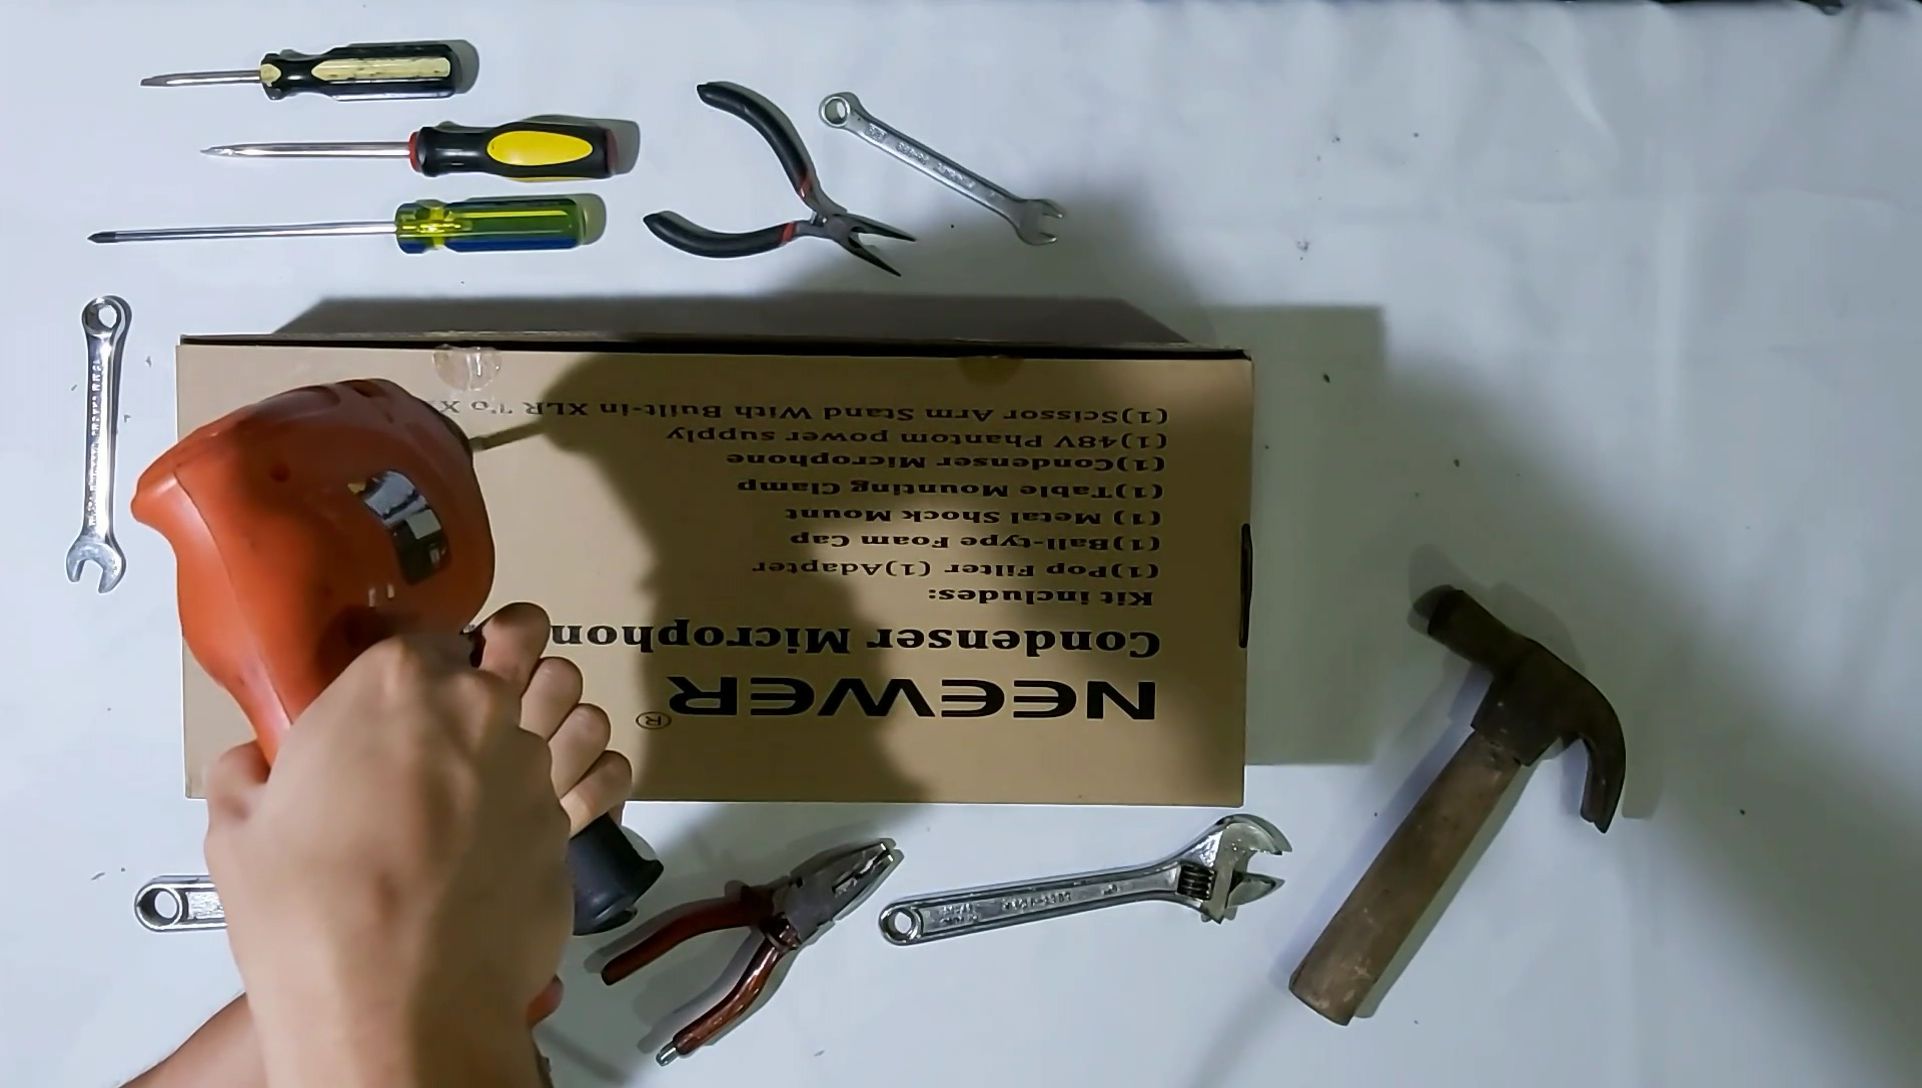 NEEWER®
Condenser Microphon
Kit includes:
(1)Pop Filter (1)Adapter
(1)Ball-type Foam Cap
(1) Metal Shock Mount
(1)Table Mounting Clamp
(1)Condenser Microphone
(1)48V Phantom power supply
(1)Scissor Arm Stand With Built-in XLR To X